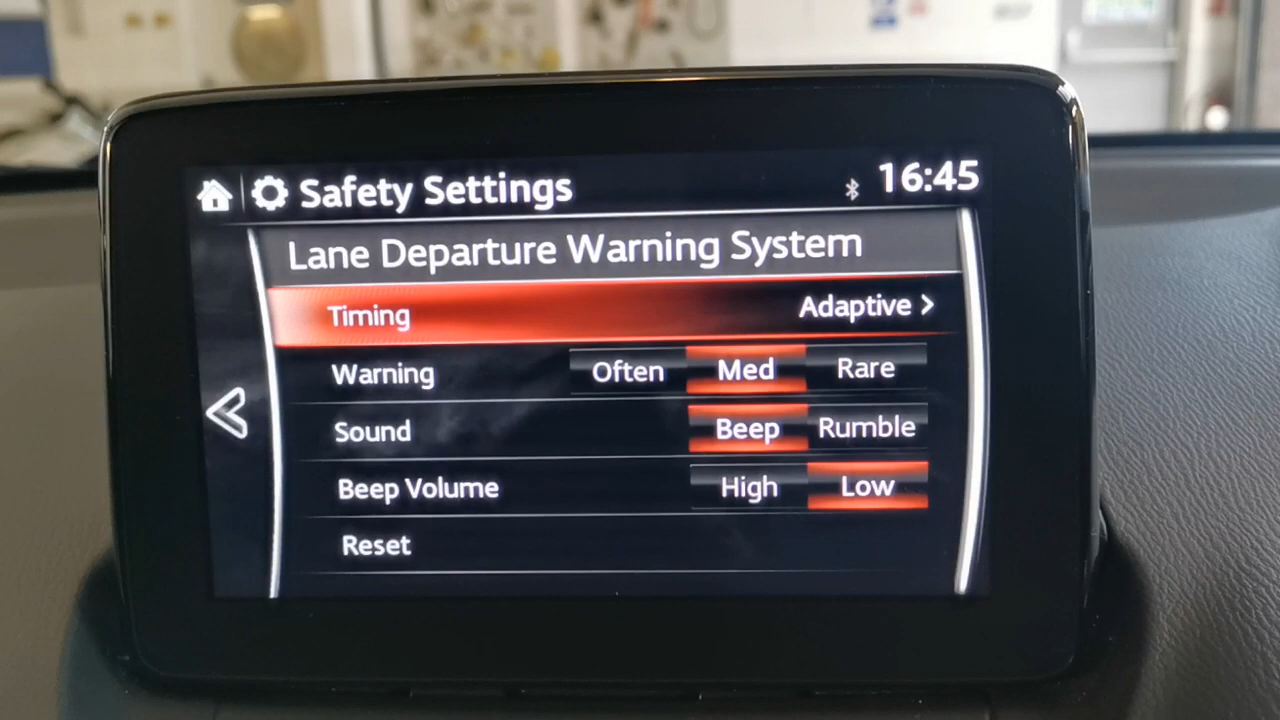 Safety Settings 16:45
Lane Departure Warning System
Timing Adaptive >
Warning Often Med Rare
Sound Beep Rumble
Beep Volume High Low
Reset